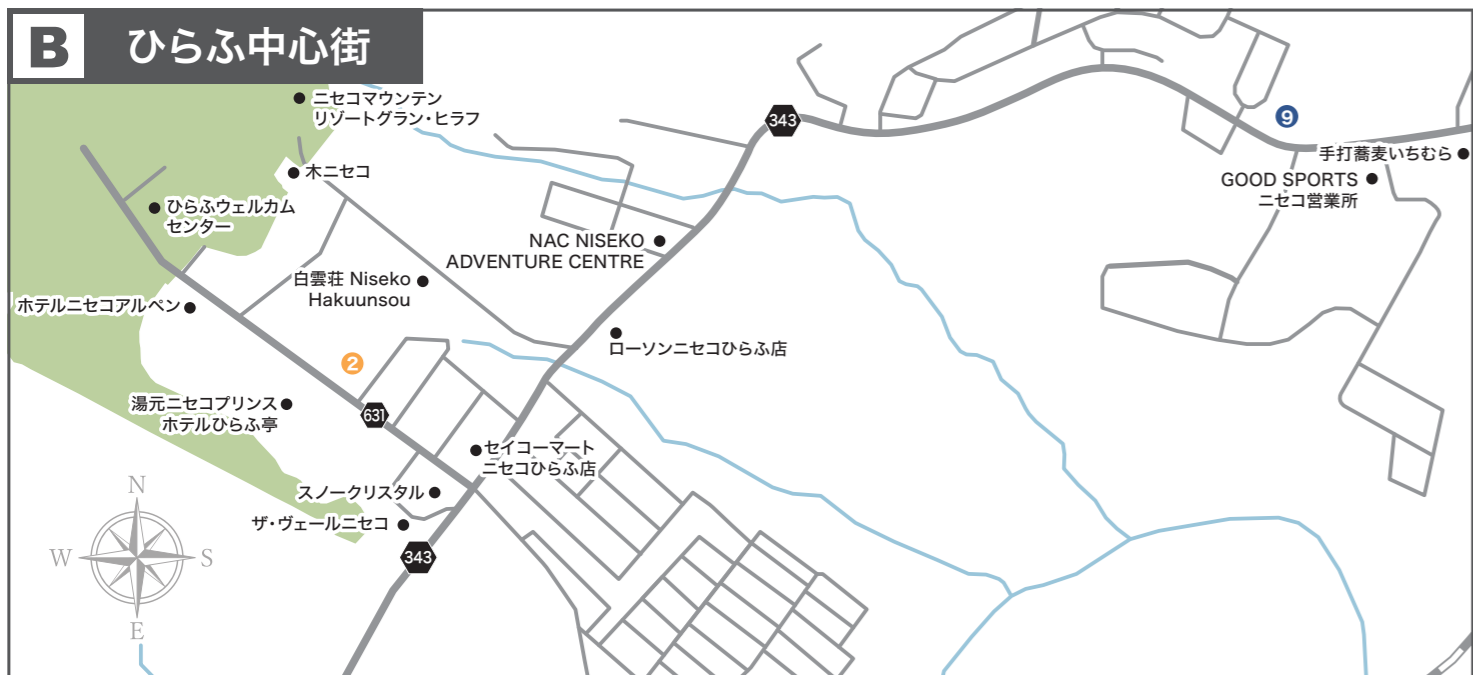 B ひらふ中心街
ニセコマウンテン
リゾートグラン・ヒラフ
木ニセコ
ひらふウェルカム
センター
343
❾
手打蕎麦いちむら
GOOD SPORTS
ニセコ営業所
NAC NISEKO
ADVENTURE CENTRE
白雲荘 Niseko
Hakuunsou
ホテルニセコアルペン
ローソンニセコひらふ店
❷
湯元ニセコプリンス
ホテルひらふ亭
631
セイコーマート
ニセコひらふ店
スノークリスタル
ザ・ヴェールニセコ
343
N
W
S
E